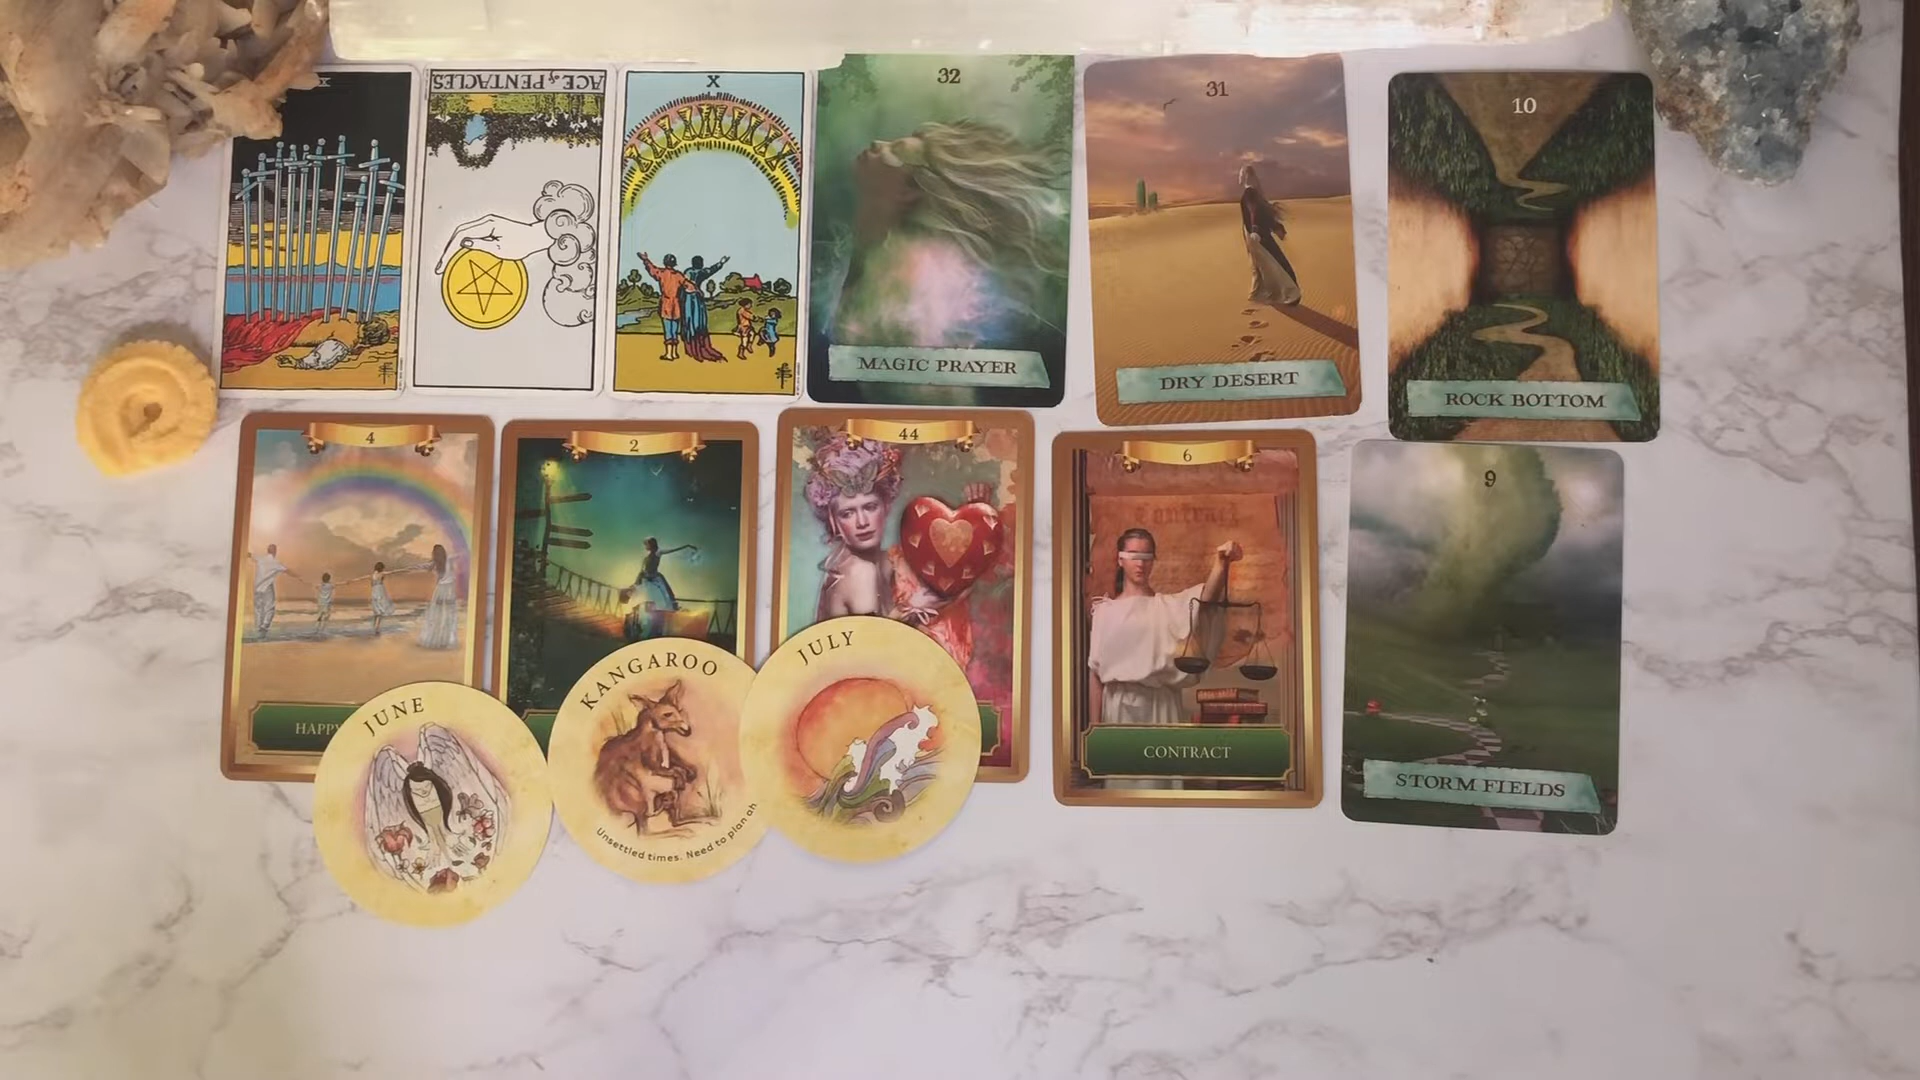 X
ACE of PENTACLES
X
32
MAGIC PRAYER
31
DRY DESERT
10
ROCK BOTTOM
4
HAPPY
2
44
6
Contract
CONTRACT
9
STORM FIELDS
JUNE
KANGAROO
Unsettled times. Need to plan ah
JULY